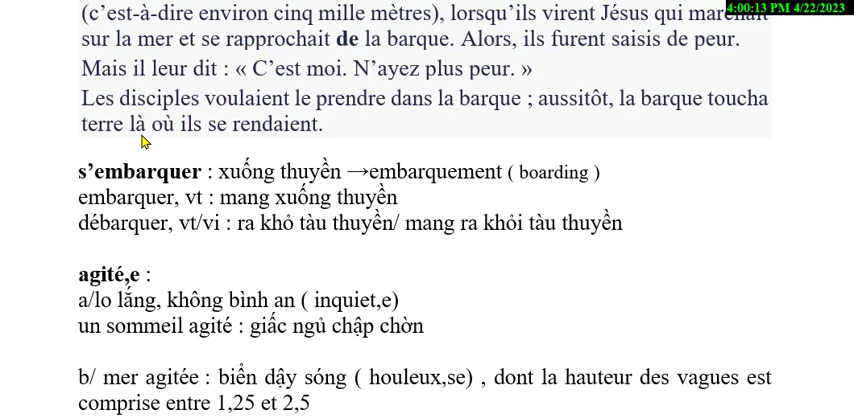 4:00:13 PM 4/22/2023
(c’est-à-dire environ cinq mille mètres), lorsqu’ils virent Jésus qui marchait
sur la mer et se rapprochait de la barque. Alors, ils furent saisis de peur.
Mais il leur dit : « C’est moi. N’ayez plus peur. »
Les disciples voulaient le prendre dans la barque ; aussitôt, la barque toucha
terre là où ils se rendaient.
s’embarquer : xuống thuyền →embarquement ( boarding )
embarquer, vt : mang xuống thuyền
débarquer, vt/vi : ra khỏ tàu thuyền/ mang ra khỏi tàu thuyền
agité,e :
a/lo lắng, không bình an ( inquiet,e)
un sommeil agité : giấc ngủ chập chờn
b/ mer agitée : biển dậy sóng ( houleux,se) , dont la hauteur des vagues est
comprise entre 1,25 et 2,5